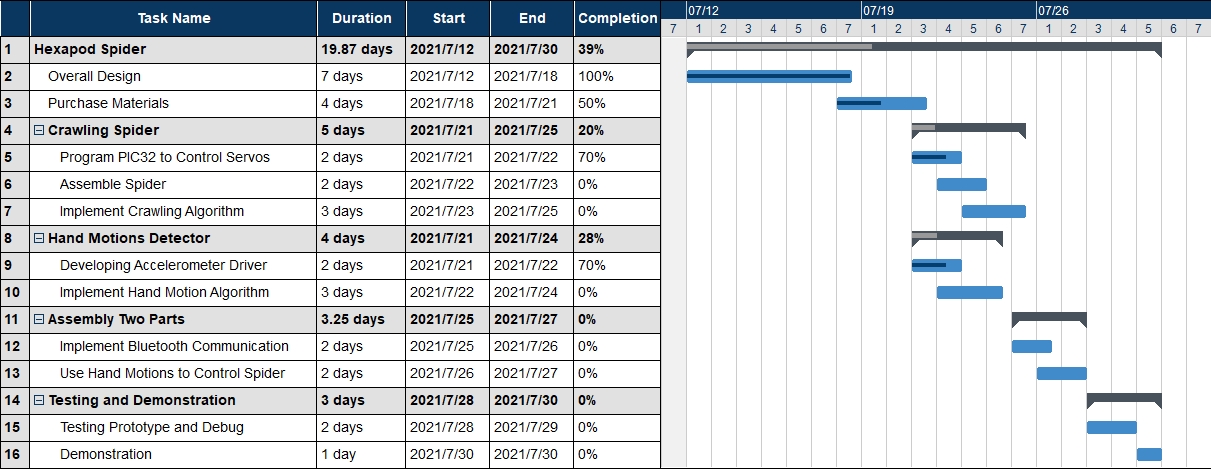 Task Name Duration Start End Completion 07/12 07/19 07/26
7 1 2 3 4 5 6 7 1 2 3 4 5 6 7 1 2 3 4 5 6 7
1 Hexapod Spider 19.87 days 2021/7/12 2021/7/30 39%
2 Overall Design 7 days 2021/7/12 2021/7/18 100%
3 Purchase Materials 4 days 2021/7/18 2021/7/21 50%
4 Crawling Spider 5 days 2021/7/21 2021/7/25 20%
5 Program PIC32 to Control Servos 2 days 2021/7/21 2021/7/22 70%
6 Assemble Spider 2 days 2021/7/22 2021/7/23 0%
7 Implement Crawling Algorithm 3 days 2021/7/23 2021/7/25 0%
8 Hand Motions Detector 4 days 2021/7/21 2021/7/24 28%
9 Developing Accelerometer Driver 2 days 2021/7/21 2021/7/22 70%
10 Implement Hand Motion Algorithm 3 days 2021/7/22 2021/7/24 0%
11 Assembly Two Parts 3.25 days 2021/7/25 2021/7/27 0%
12 Implement Bluetooth Communication 2 days 2021/7/25 2021/7/26 0%
13 Use Hand Motions to Control Spider 2 days 2021/7/26 2021/7/27 0%
14 Testing and Demonstration 3 days 2021/7/28 2021/7/30 0%
15 Testing Prototype and Debug 2 days 2021/7/28 2021/7/29 0%
16 Demonstration 1 day 2021/7/30 2021/7/30 0%